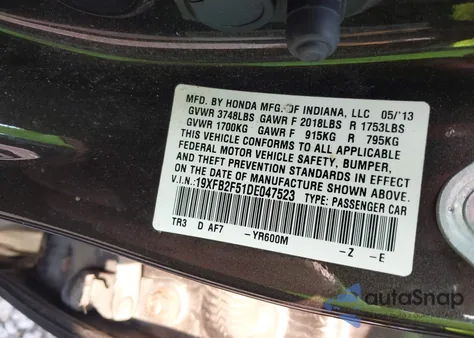 MFD. BY HONDA MFG. OF INDIANA, LLC 05/'13
GVWR 3748LBS GAWR F 2018LBS R 1753LBS
GVWR 1700KG GAWR F 915KG R 795KG
THIS VEHICLE CONFORMS TO ALL APPLICABLE
FEDERAL MOTOR VEHICLE SAFETY, BUMPER,
AND THEFT PREVENTION STANDARDS IN EFFECT
ON THE DATE OF MANUFACTURE SHOWN ABOVE.
V.I.N.: 19XFB2F51DE047523 TYPE: PASSENGER CAR
TR3 D AF7 -YR600M -Z -E
autoSnap